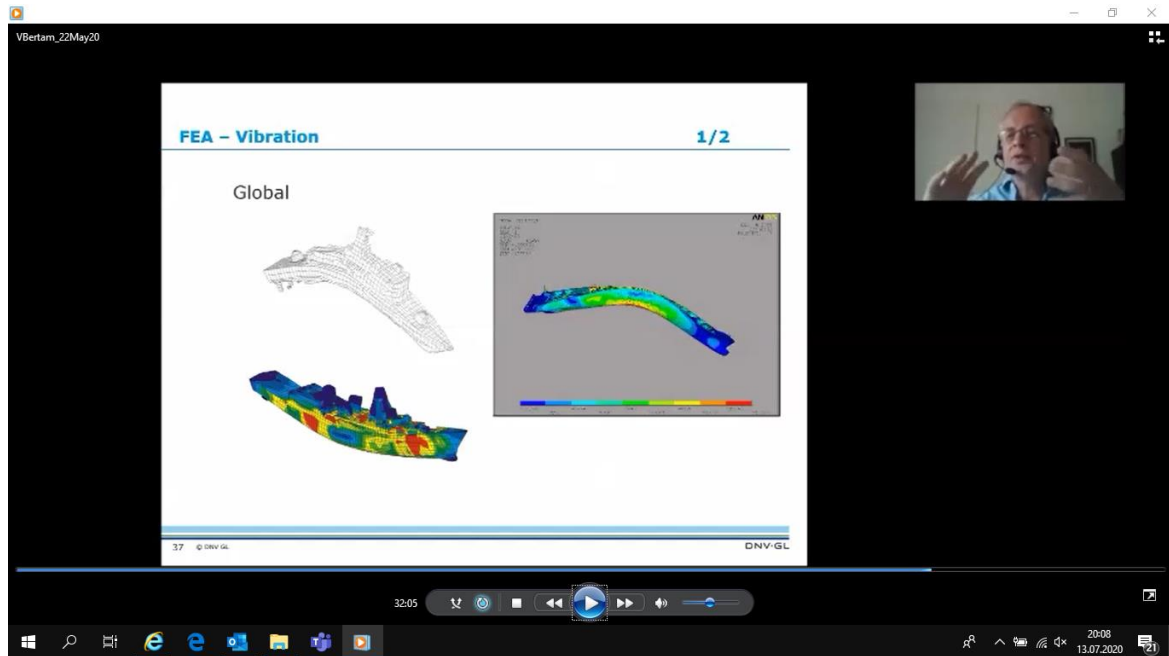 VBertam_22May20
FEA – Vibration 1/2
Global
AN
37 © DNV GL
DNV·GL
32:05
20:08
13.07.2020
21